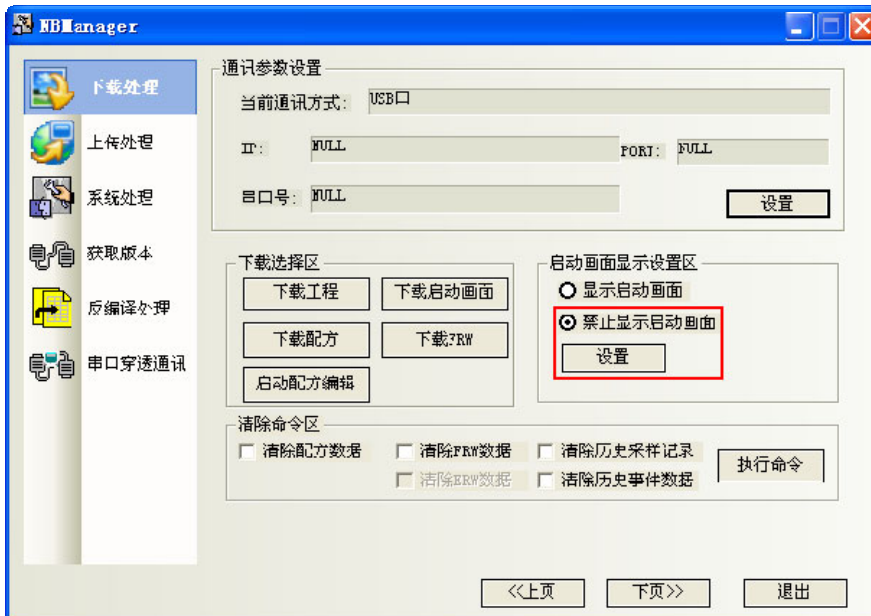 NBManager
下载处理
上传处理
系统处理
获取版本
反编译处理
串口穿透通讯
通讯参数设置
当前通讯方式: USB口
IP: NULL PORT: FULL
串口号: NULL
设置
下载选择区
下载工程 下载启动画面
下载配方 下载FRW
启动配方编辑
启动画面显示设置区
显示启动画面
禁止显示启动画面
设置
清除命令区
清除配方数据 清除FRW数据 清除历史采样记录
清除ERW数据 清除历史事件数据
执行命令
<<上页 下页>> 退出